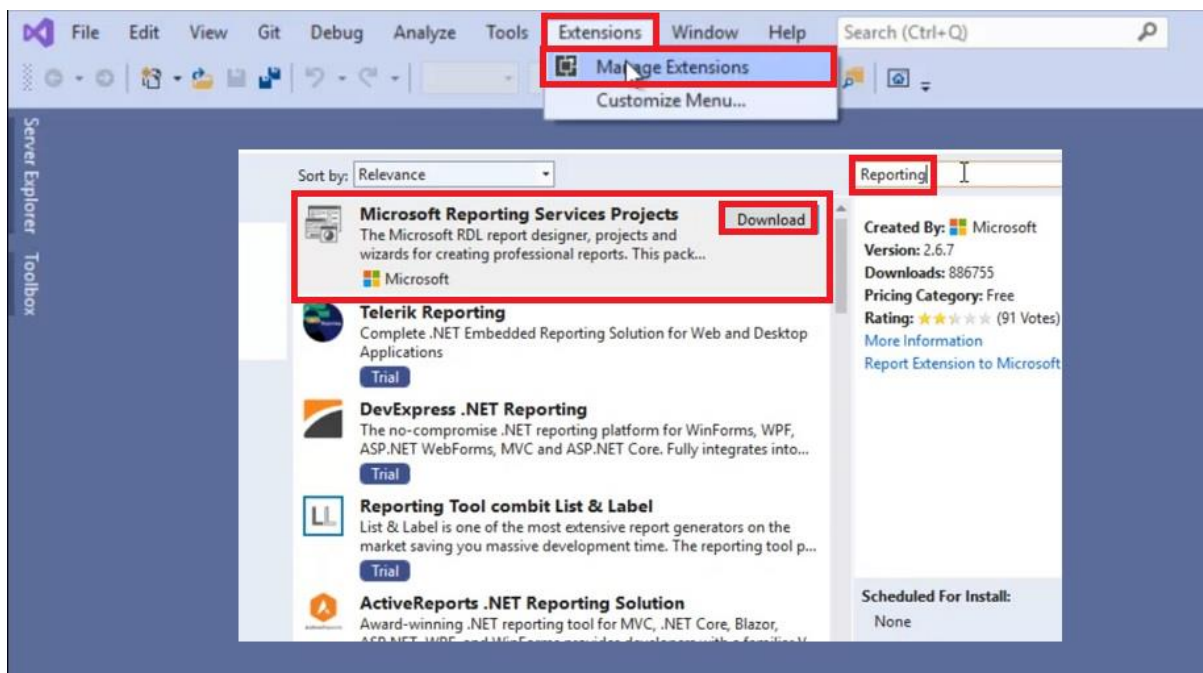 File Edit View Git Debug Analyze Tools Extensions Window Help Search (Ctrl+Q)
Manage Extensions
Customize Menu...
Server Explorer
Toolbox
Sort by: Relevance
Reporting
Microsoft Reporting Services Projects
Download
The Microsoft RDL report designer, projects and
wizards for creating professional reports. This pack...
Microsoft
Telerik Reporting
Complete .NET Embedded Reporting Solution for Web and Desktop
Applications
Trial
DevExpress .NET Reporting
The no-compromise .NET reporting platform for WinForms, WPF,
ASP.NET WebForms, MVC and ASP.NET Core. Fully integrates into...
Trial
Reporting Tool combit List & Label
List & Label is one of the most extensive report generators on the
market saving you massive development time. The reporting tool p...
Trial
ActiveReports .NET Reporting Solution
Award-winning .NET reporting tool for MVC, .NET Core, Blazor,
Created By: Microsoft
Version: 2.6.7
Downloads: 886755
Pricing Category: Free
Rating: (91 Votes)
More Information
Report Extension to Microsoft
Scheduled For Install:
None